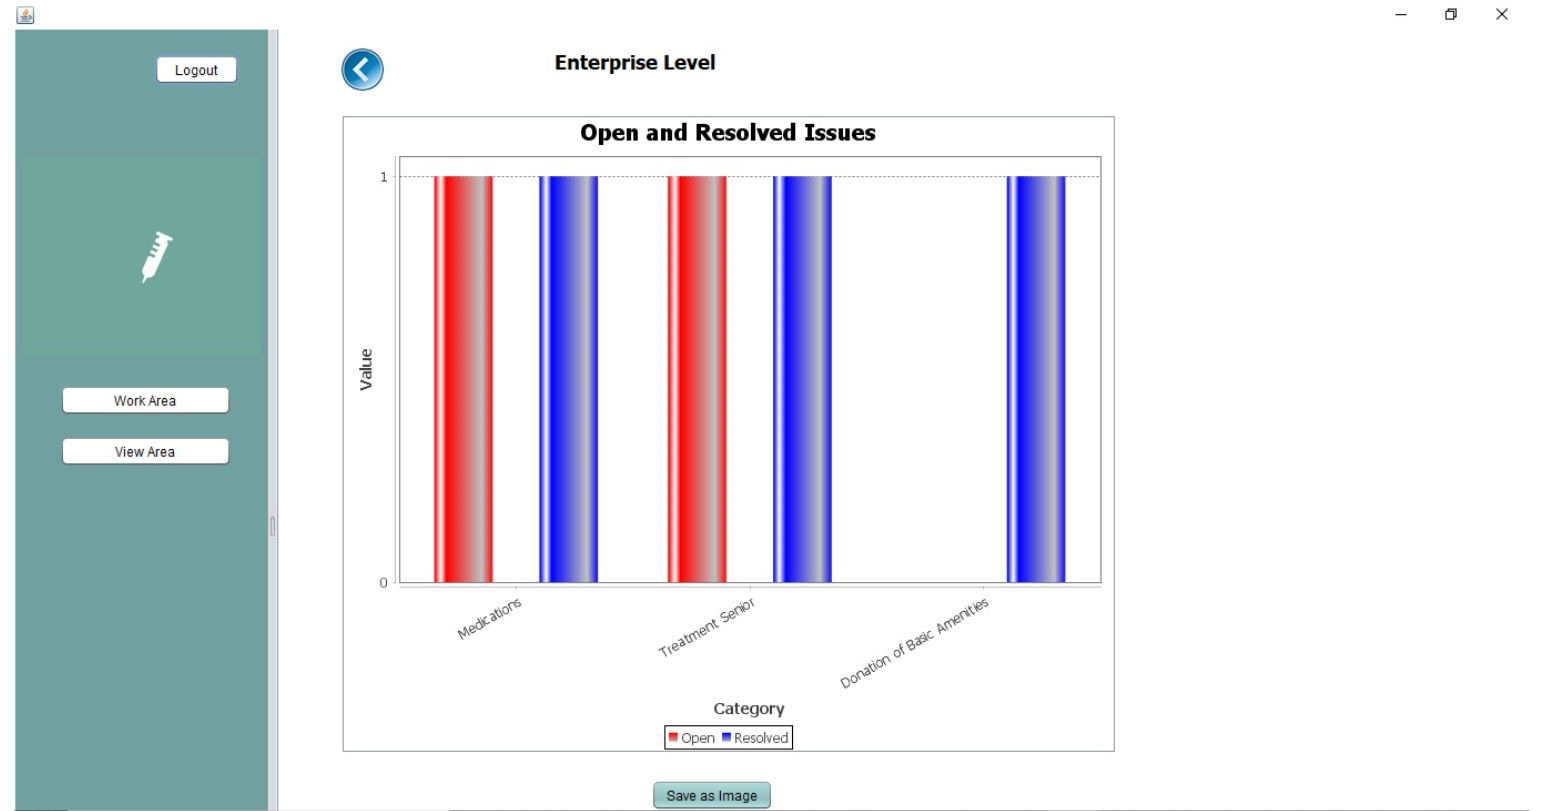 Logout
Enterprise Level
Open and Resolved Issues
1
Value
0
Medications
Treatment Senior
Donation of Basic Amenities
Category
Open Resolved
Work Area
View Area
Save as Image